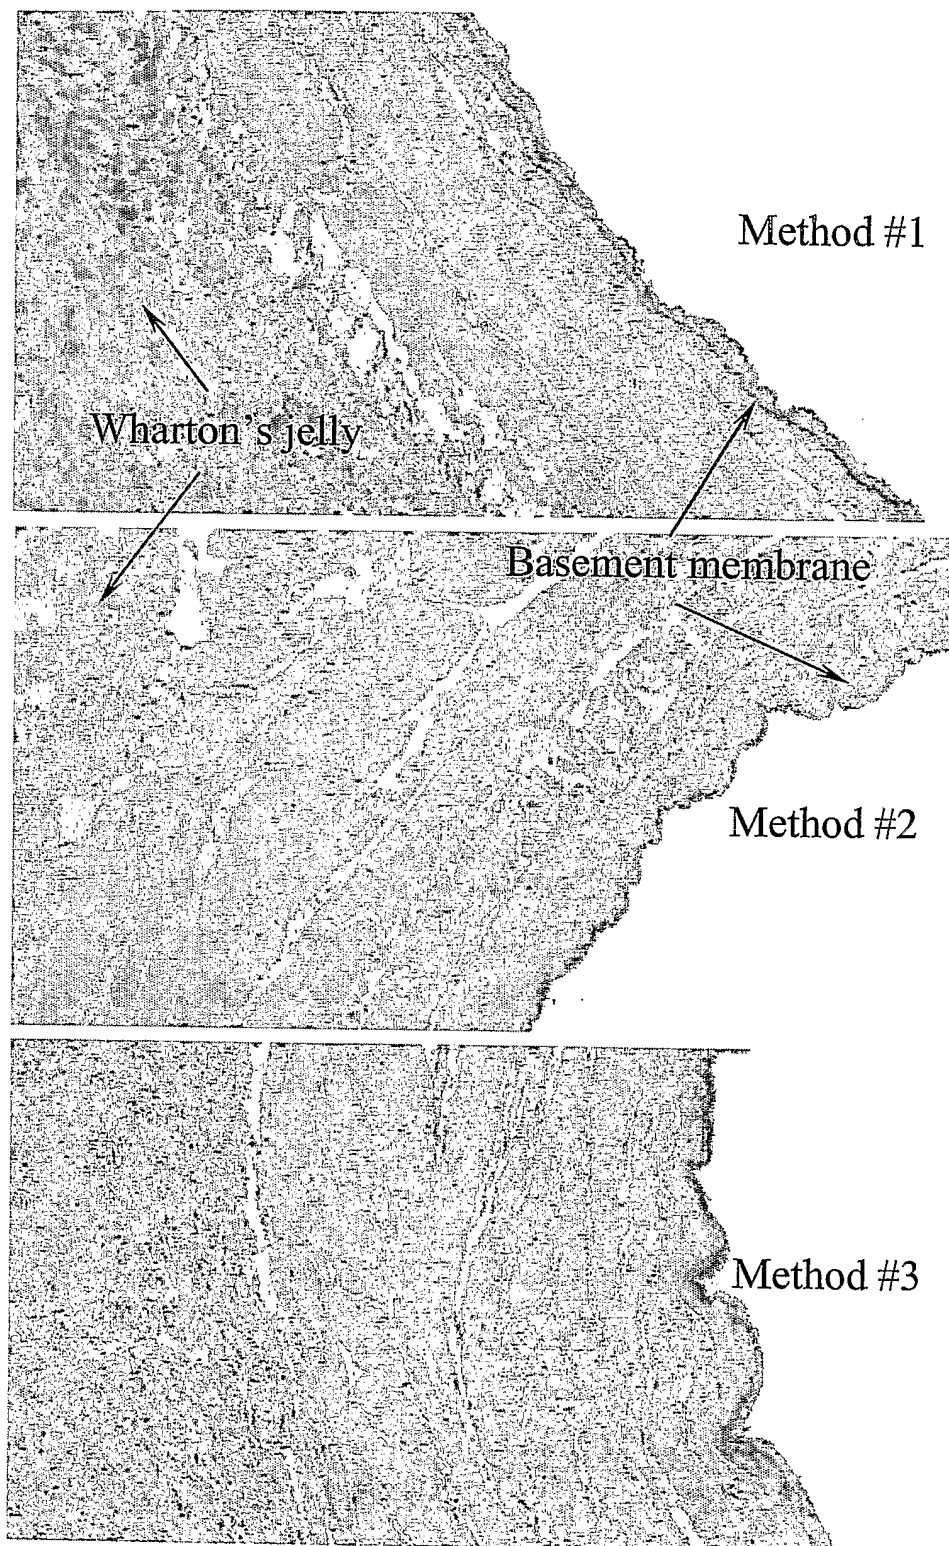 Method #1
Wharton's jelly
Basement membrane
Method #2
Method #3